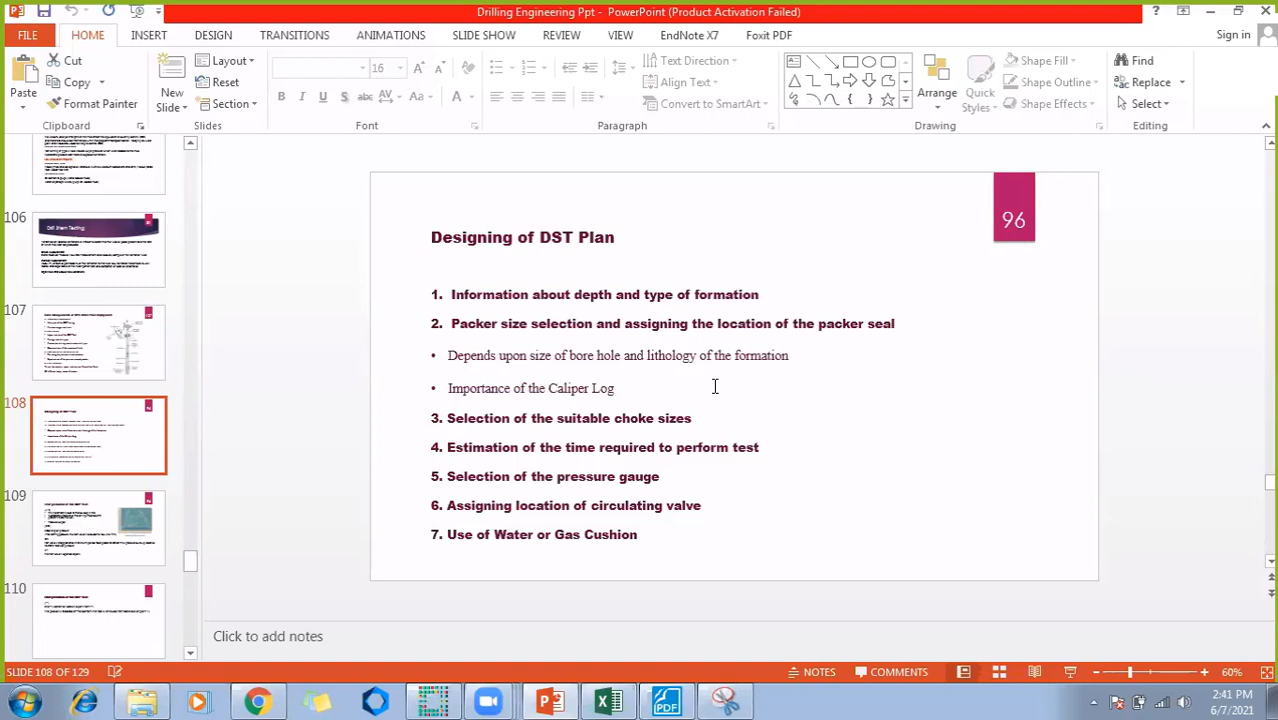 Drilling Engineering Ppt - PowerPoint (Product Activation Failed)
FILE HOME INSERT DESIGN TRANSITIONS ANIMATIONS SLIDE SHOW REVIEW VIEW EndNote X7 Foxit PDF Sign in
Paste
Cut
Copy
Format Painter
Clipboard
New Slide
Layout
Reset
Section
Slides
16
B I U S abc AV Aa A
Font
Text Direction
Align Text
Convert to SmartArt
Paragraph
Arrange
Quick Styles
Shape Fill
Shape Outline
Shape Effects
Drawing
Find
Replace
Select
Editing
106
Drill Stem Testing
107
108
109
110
96
Designing of DST Plan
1. Information about depth and type of formation
2. Packer size selection and assigning the location of the packer seal
• Depends upon size of bore hole and lithology of the formation
• Importance of the Caliper Log
3. Selection of the suitable choke sizes
4. Estimation of the time required to perform test
5. Selection of the pressure gauge
6. Assigning location of circulating valve
7. Use of Water or Gas Cushion
Click to add notes
SLIDE 108 OF 129 NOTES COMMENTS 60%
2:41 PM
6/7/2021